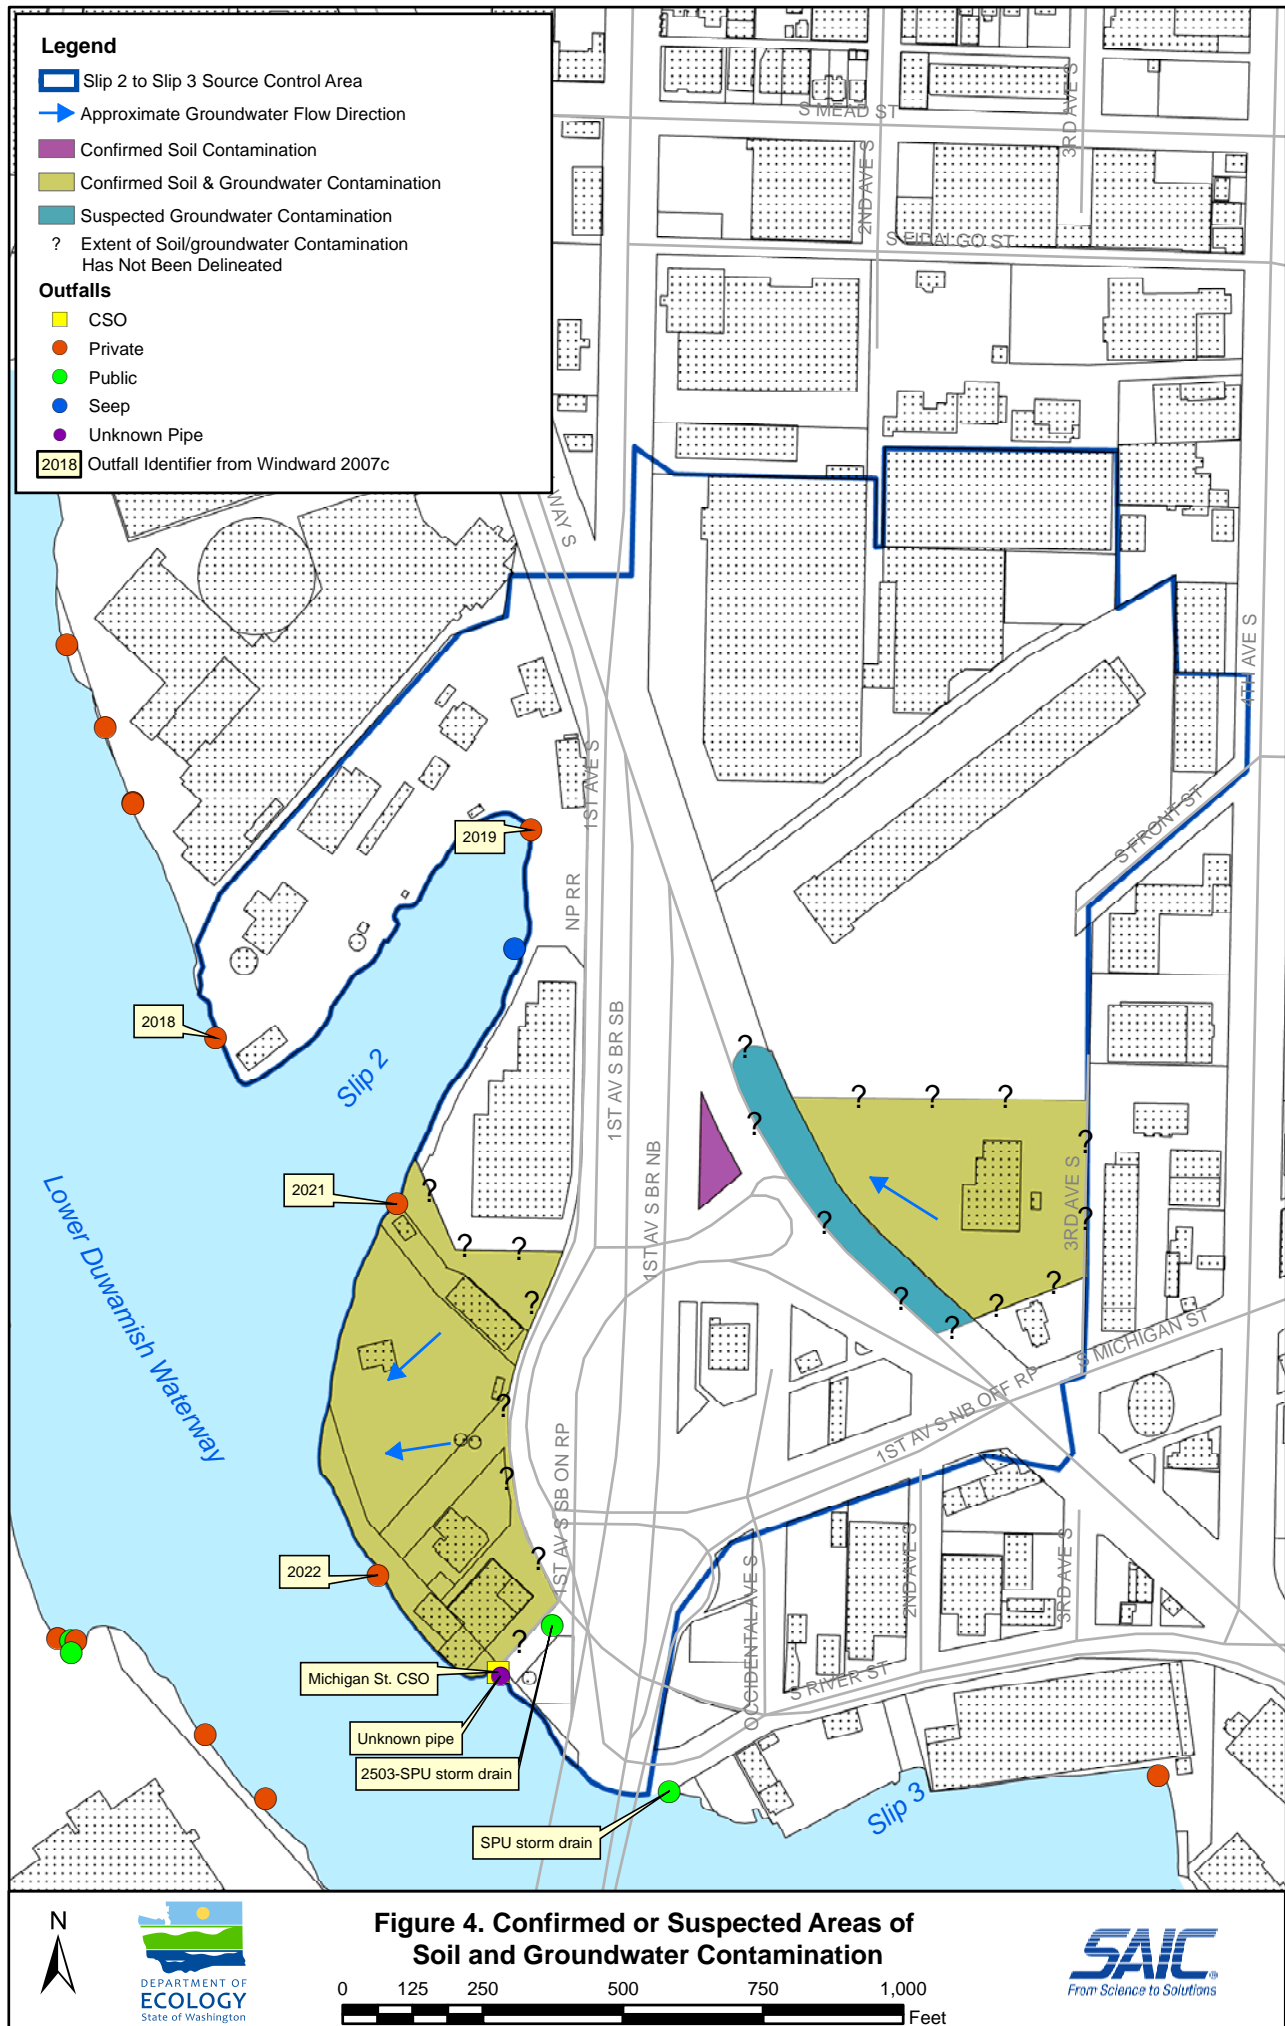 Legend
Slip 2 to Slip 3 Source Control Area
Approximate Groundwater Flow Direction
Confirmed Soil Contamination
Confirmed Soil & Groundwater Contamination
Suspected Groundwater Contamination
? Extent of Soil/groundwater Contamination
Has Not Been Delineated
Outfalls
CSO
Private
Public
Seep
Unknown Pipe
2018 Outfall Identifier from Windward 2007c
S MEAD ST
3RD AVE S
2ND AVE S
S FIDALGO ST
WAY S
4TH AVE S
1ST AVE S
S FRONT ST
2019
NP RR
2018
Slip 2
1ST AV S BR SB
?
?
?
?
?
?
2021
?
1ST AV S BR NB
3RD AVE S
?
?
?
?
Lower Duwamish Waterway
?
?
?
?
?
S MICHIGAN ST
1ST AV S NB OFF RP
?
?
1ST AV S SB ON RP
?
2022
OCCIDENTAL AVE S
2ND AVE S
3RD AVE S
?
Michigan St. CSO
S RIVER ST
Unknown pipe
2503-SPU storm drain
SPU storm drain
Slip 3
N
DEPARTMENT OF
ECOLOGY
State of Washington
Figure 4. Confirmed or Suspected Areas of
Soil and Groundwater Contamination
0 125 250 500 750 1,000
Feet
SAIC
From Science to Solutions